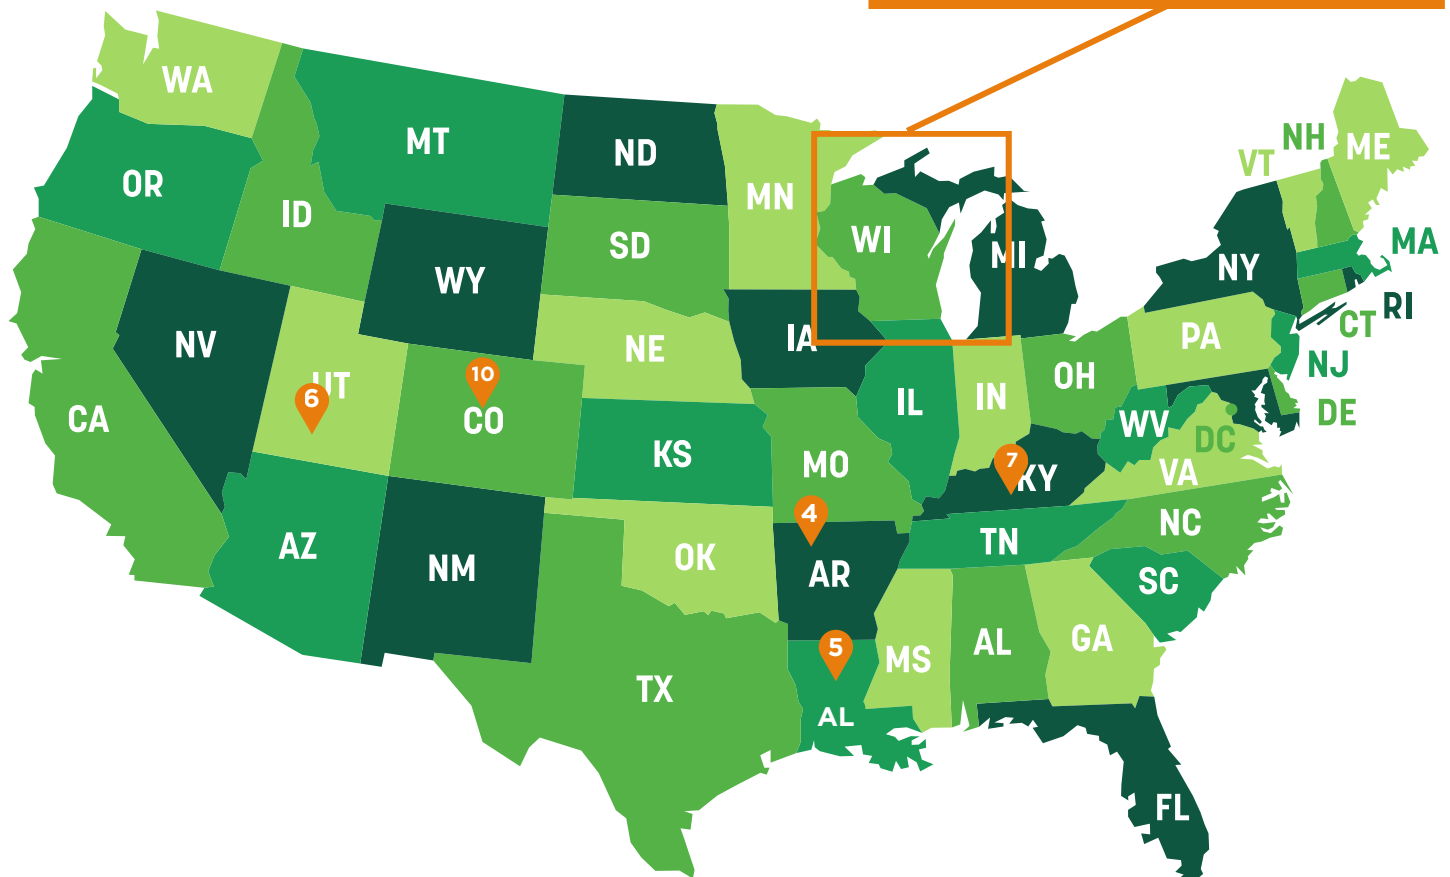 WA
MT
ND
MN
OR
ID
SD
WI
MI
WY
NH
ME
VT
MA
NY
NV
NE
IA
RI
CT
PA
NJ
UT
6
10
CO
CA
KS
MO
IL
IN
OH
WV
DC
DE
VA
7
KY
4
AZ
NM
OK
AR
TN
NC
SC
5
AL
MS
AL
GA
TX
FL